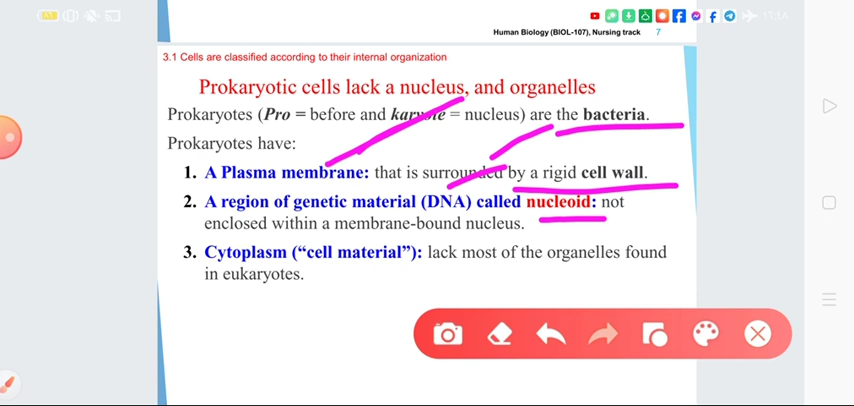 Human Biology (BIOL-107), Nursing track 7
3.1 Cells are classified according to their internal organization
Prokaryotic cells lack a nucleus, and organelles
Prokaryotes (Pro = before and karyote = nucleus) are the bacteria.
Prokaryotes have:
1. A Plasma membrane: that is surrounded by a rigid cell wall.
2. A region of genetic material (DNA) called nucleoid: not
enclosed within a membrane-bound nucleus.
3. Cytoplasm (“cell material”): lack most of the organelles found
in eukaryotes.